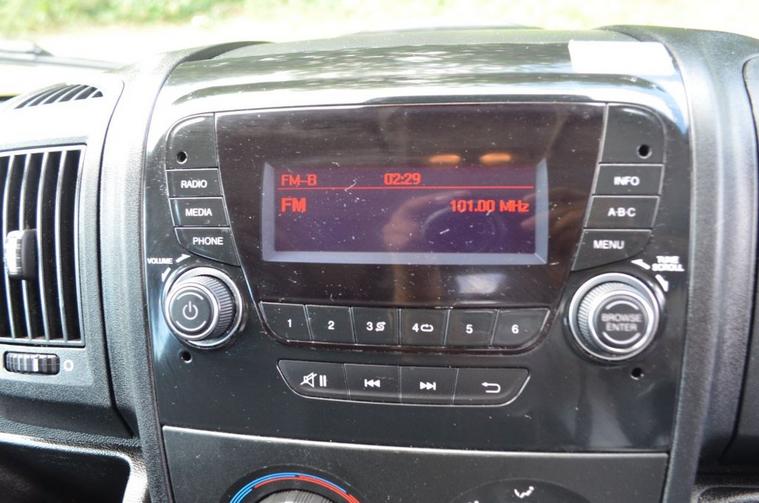 FM-B 02:29
FM 101.00 MHz
RADIO
MEDIA
PHONE
VOLUME
INFO
A·B·C
MENU
TUNE
SCROLL
BROWSE
ENTER
1 2 3 4 5 6
0